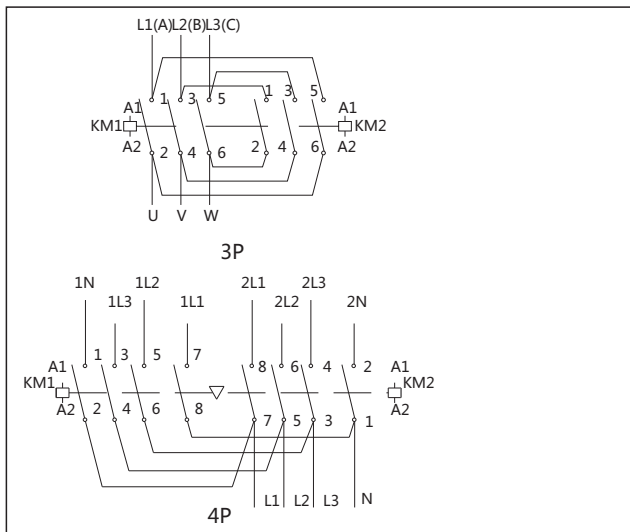 L1(A)L2(B)L3(C)
1 3 5 1 3 5
A1 A1
KM1 KM2
A2 A2
2 4 6 2 4 6
U V W
3P
1N 1L2 2L1 2L3
1L3 1L1 2L2 2N
1 3 5 7 8 6 4 2
A1 A1
KM1 KM2
A2 A2
2 4 6 8 7 5 3 1
L1 L2 L3 N
4P